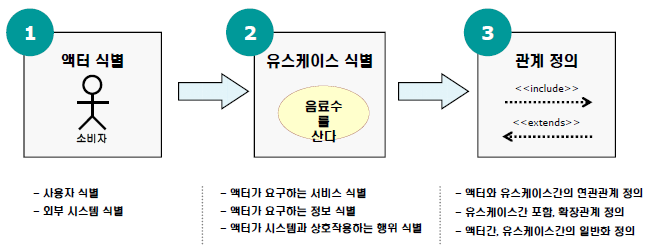 1
액터 식별
소비자
- 사용자 식별
- 외부 시스템 식별
2
유스케이스 식별
음료수
를
산다
- 액터가 요구하는 서비스 식별
- 액터가 요구하는 정보 식별
- 액터가 시스템과 상호작용하는 행위 식별
3
관계 정의
<<include>>
<<extends>>
- 액터와 유스케이스간의 연관관계 정의
- 유스케이스간 포함, 확장관계 정의
- 액터간, 유스케이스간의 일반화 정의